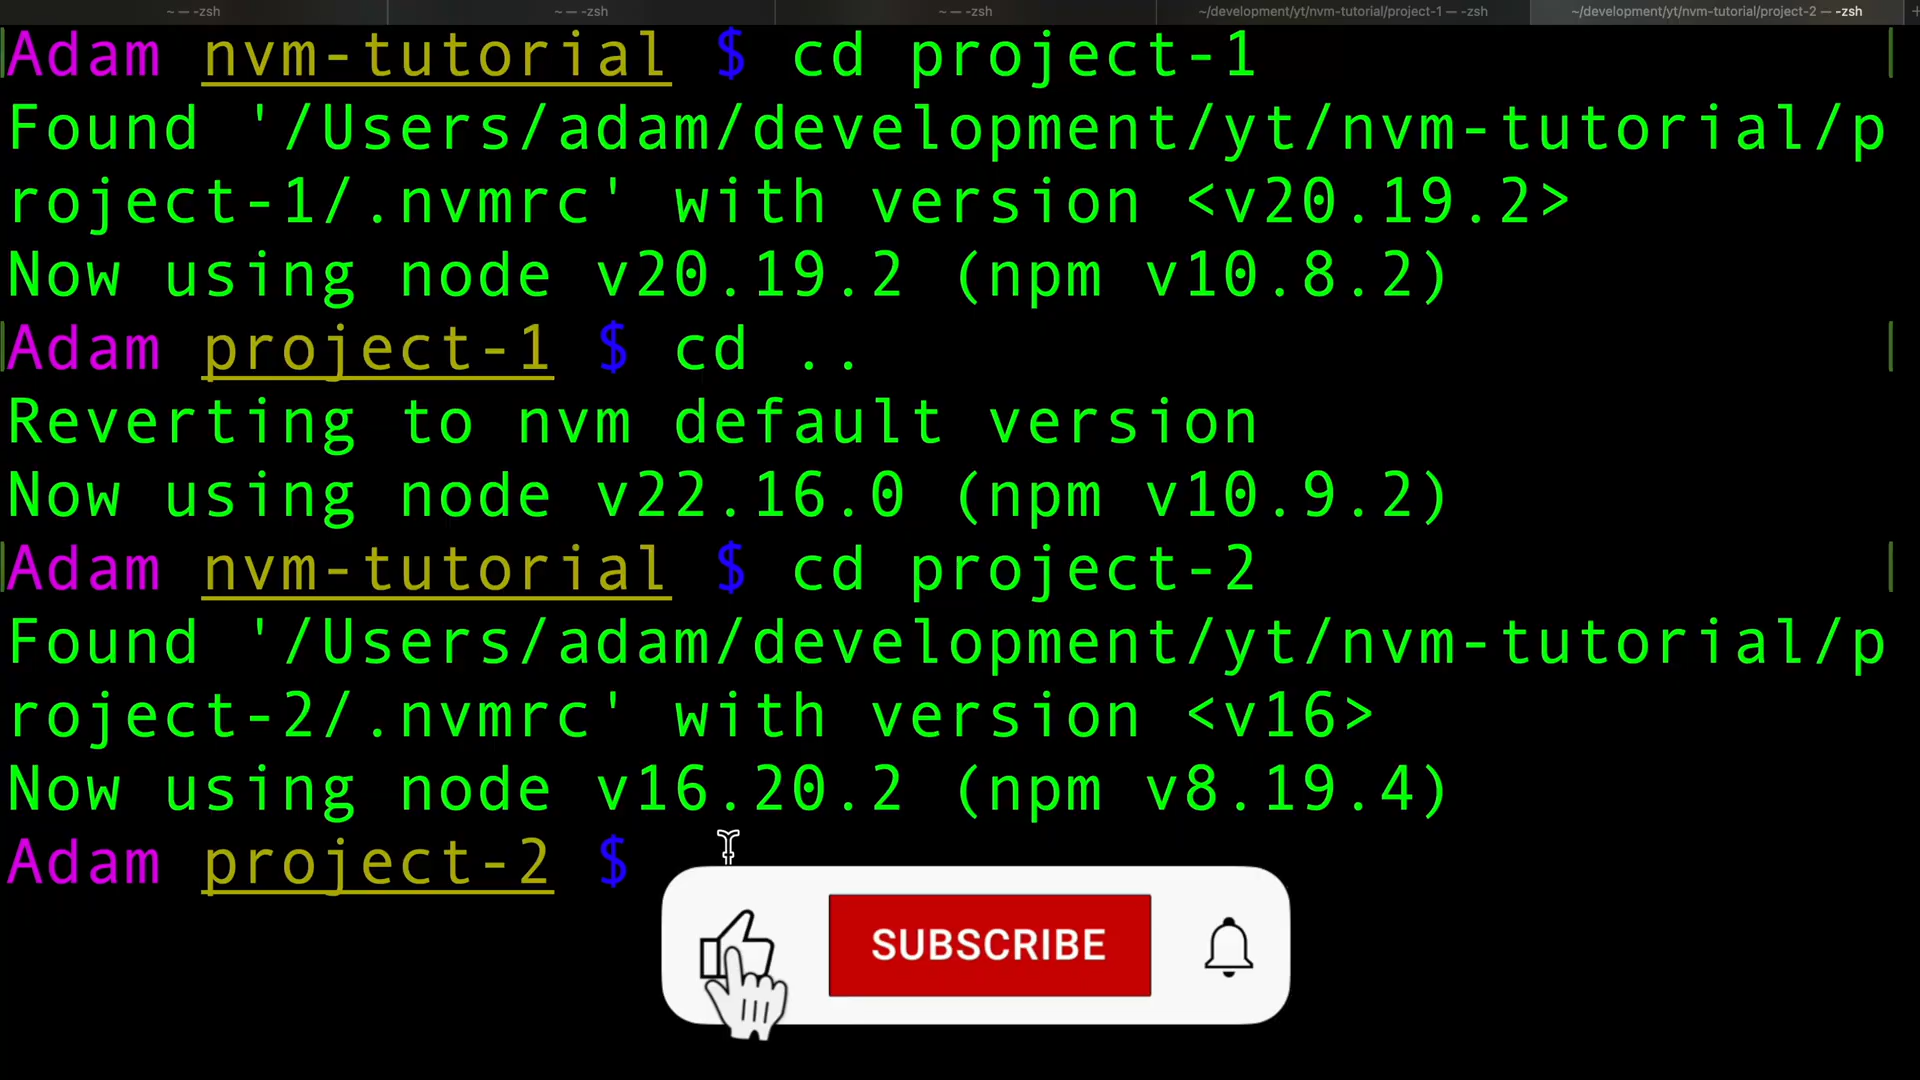 ~ — -zsh
~ — -zsh
~ — -zsh
~/development/yt/nvm-tutorial/project-1 — -zsh
~/development/yt/nvm-tutorial/project-2 — -zsh
Adam nvm-tutorial $ cd project-1
Found '/Users/adam/development/yt/nvm-tutorial/p
roject-1/.nvmrc' with version <v20.19.2>
Now using node v20.19.2 (npm v10.8.2)
Adam project-1 $ cd ..
Reverting to nvm default version
Now using node v22.16.0 (npm v10.9.2)
Adam nvm-tutorial $ cd project-2
Found '/Users/adam/development/yt/nvm-tutorial/p
roject-2/.nvmrc' with version <v16>
Now using node v16.20.2 (npm v8.19.4)
Adam project-2 $
SUBSCRIBE